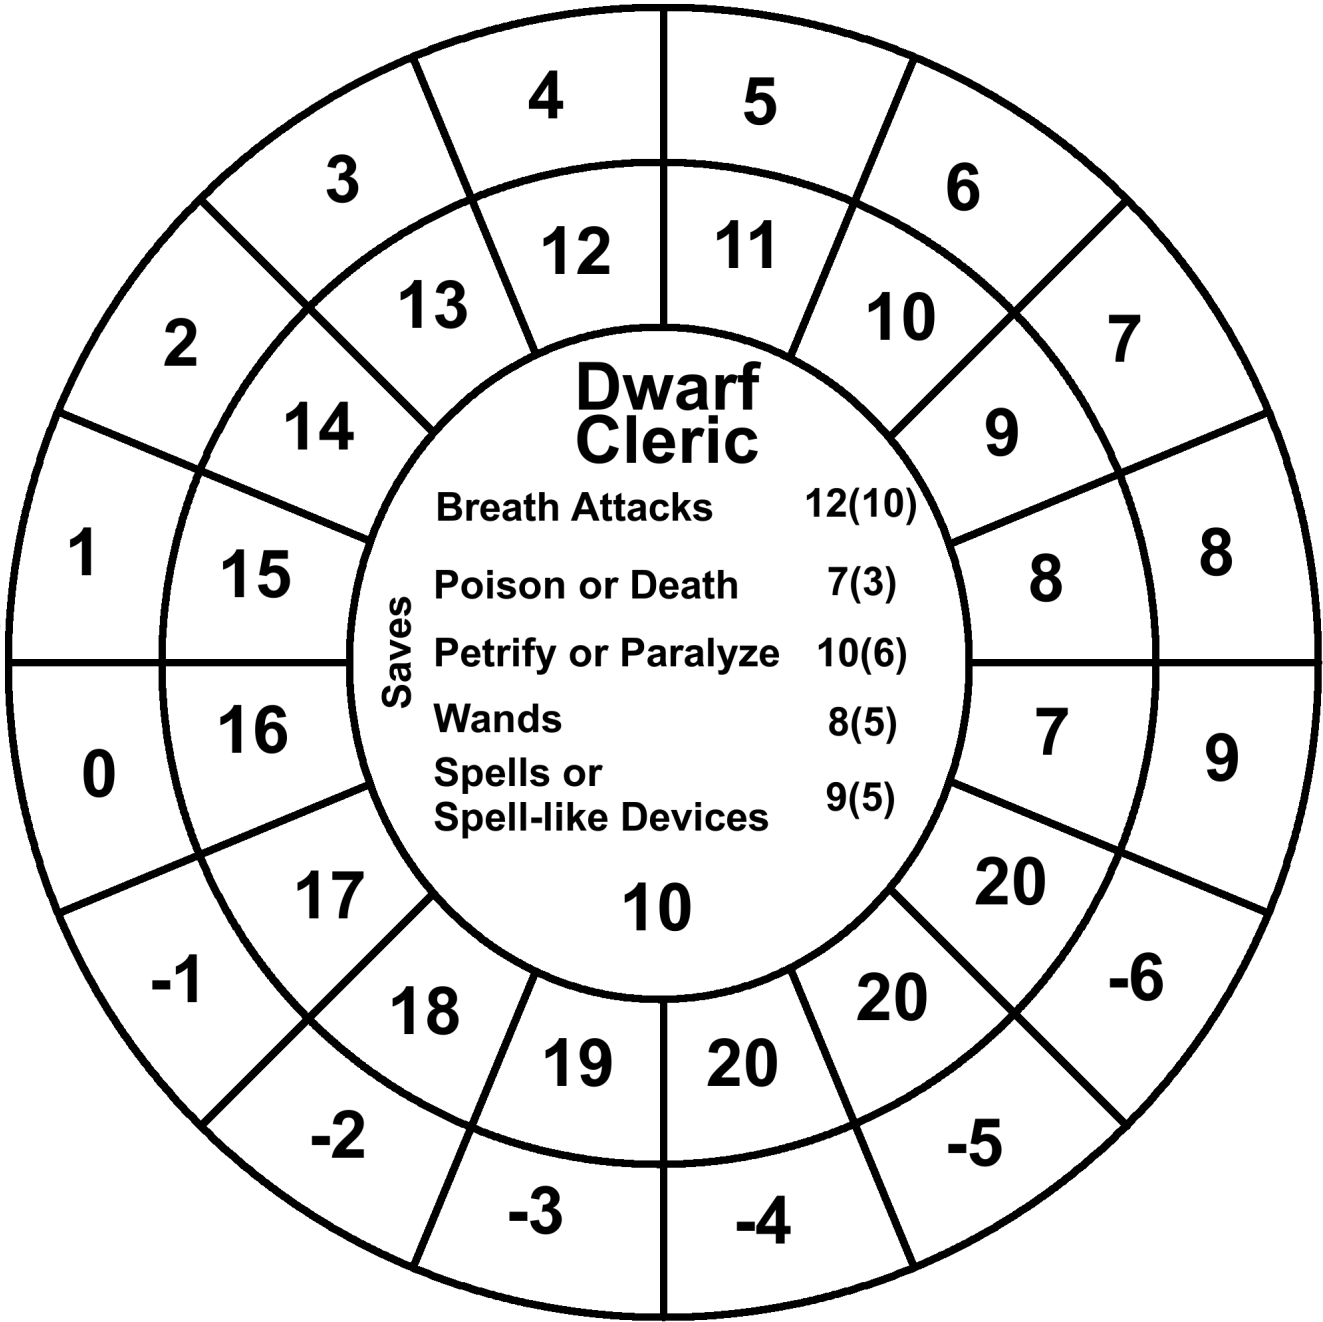 4 5
3 6
12 11
13 10
2 7
14 9
Dwarf
Cleric
Breath Attacks 12(10)
1 8
15 8
Poison or Death 7(3)
Saves
Petrify or Paralyze 10(6)
Wands 8(5)
16 7
0 9
Spells or
Spell-like Devices 9(5)
17 20
10
-1 -6
18 20
19 20
-2 -5
-3 -4